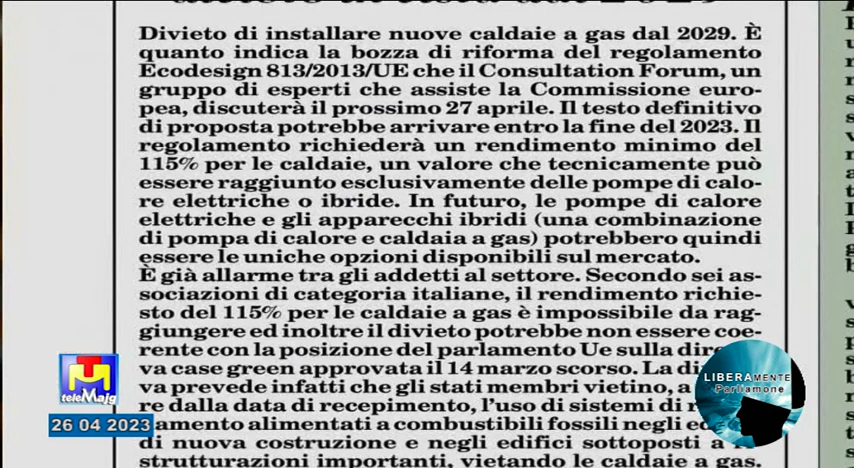 Divieto di installare nuove caldaie a gas dal 2029. È
quanto indica la bozza di riforma del regolamento
Ecodesign 813/2013/UE che il Consultation Forum, un
gruppo di esperti che assiste la Commissione euro-
pea, discuterà il prossimo 27 aprile. Il testo definitivo
di proposta potrebbe arrivare entro la fine del 2023. Il
regolamento richiederà un rendimento minimo del
115% per le caldaie, un valore che tecnicamente può
essere raggiunto esclusivamente delle pompe di calo-
re elettriche o ibride. In futuro, le pompe di calore
elettriche e gli apparecchi ibridi (una combinazione
di pompa di calore e caldaia a gas) potrebbero quindi
essere le uniche opzioni disponibili sul mercato.
È già allarme tra gli addetti al settore. Secondo sei as-
sociazioni di categoria italiane, il rendimento richie-
sto del 115% per le caldaie a gas è impossibile da rag-
giungere ed inoltre il divieto potrebbe non essere coe-
rente con la posizione del parlamento Ue sulla
va case green approvata il 14 marzo scorso. La
va prevede infatti che gli stati membri vietino, a
re dalla data di recepimento, l'uso di sistemi di
damento alimentati a combustibili fossili negli
di nuova costruzione e negli edifici sottoposti a
strutturazioni importanti, vietando le caldaie a gas.
TM
teleMajg
26 04 2023
LIBERAMENTE
Parliamone